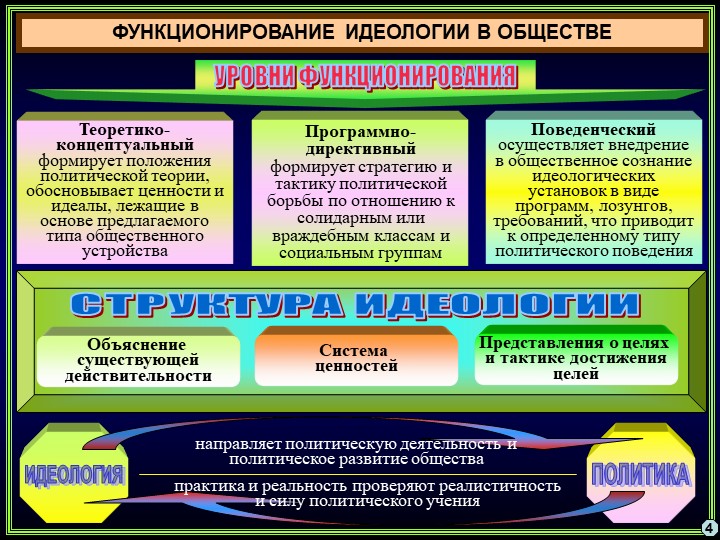 ФУНКЦИОНИРОВАНИЕ ИДЕОЛОГИИ В ОБЩЕСТВЕ
УРОВНИ ФУНКЦИОНИРОВАНИЯ
Теоретико-
концептуальный
формирует положения
политической теории,
обосновывает ценности и
идеалы, лежащие в
основе предлагаемого
типа общественного
устройства
Программно-
директивный
формирует стратегию и
тактику политической
борьбы по отношению к
солидарным или
враждебным классам и
социальным группам
Поведенческий
осуществляет внедрение
в общественное сознание
идеологических
установок в виде
программ, лозунгов,
требований, что приводит
к определенному типу
политического поведения
СТРУКТУРА ИДЕОЛОГИИ
Объяснение
существующей
действительности
Система
ценностей
Представления о целях
и тактике достижения
целей
ИДЕОЛОГИЯ
направляет политическую деятельность и
политическое развитие общества
практика и реальность проверяют реалистичность
и силу политического учения
ПОЛИТИКА
4